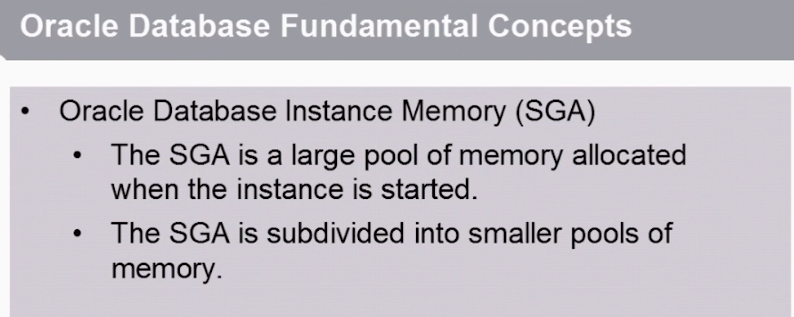 Oracle Database Fundamental Concepts
• Oracle Database Instance Memory (SGA)
• The SGA is a large pool of memory allocated
when the instance is started.
• The SGA is subdivided into smaller pools of
memory.